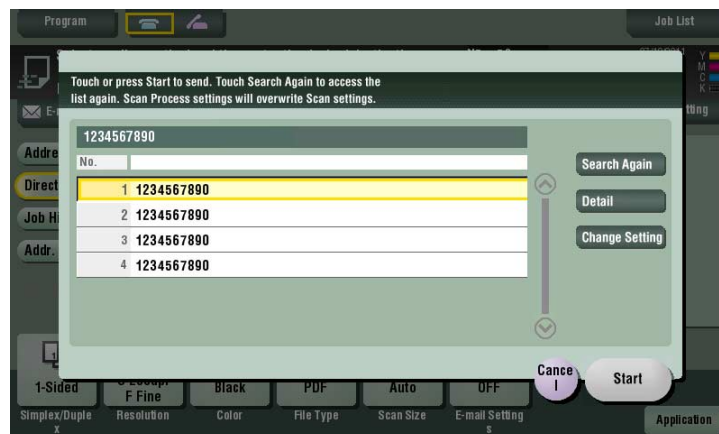 Program
Job List
Touch or press Start to send. Touch Search Again to access the
list again. Scan Process settings will overwrite Scan settings.
Y
M
C
K
1234567890
No.
1 1234567890
2 1234567890
3 1234567890
4 1234567890
Search Again
Detail
Change Setting
Addre
Direct
Job Hi
Addr.
Cance
l
Start
1-Sided
F Fine
Black
PDF
Auto
OFF
Simplex/Duple
x
Resolution
Color
File Type
Scan Size
E-mail Setting
s
Application